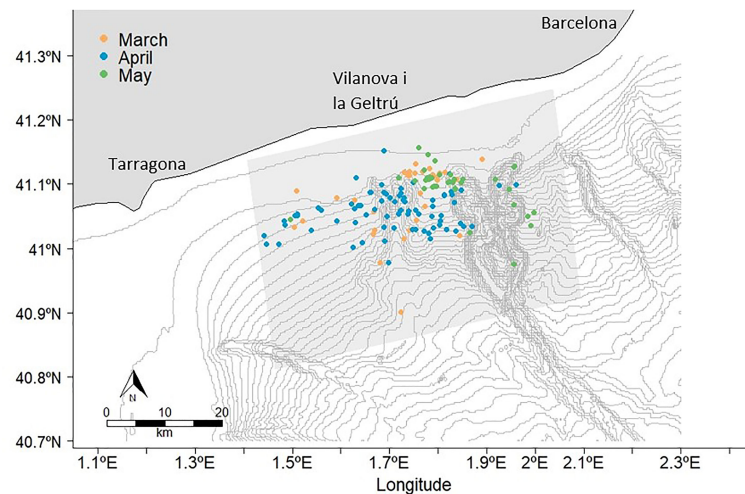 Barcelona
41.3ºN
March
April
May
Vilanova i
la Geltrú
41.2ºN
Tarragona
41.1ºN
41ºN
40.9ºN
40.8ºN
N
0 10 20
km
40.7ºN
1.1ºE 1.3ºE 1.5ºE 1.7ºE 1.9ºE 2ºE 2.1ºE 2.3ºE
Longitude